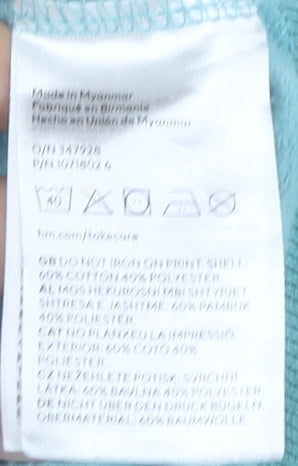 Made in Myanmar
Fabriqué en Birmanie
Hecho en Unión de Myanmar
O/N 347928
P/N 1071802 6
40
hm.com/takecare
GB DO NOT IRON ON PRINT. SHELL:
60% COTTON 40% POLYESTER
AL MOS HEKUROSNI MBI SHTYPJET
SHTRESA E JASHTME: 60% PAMBUK
40% POLIESTËR
CAT NO PLANXEU LA IMPRESSIÓ
EXTERIOR: 60% COTÓ 40%
POLIÈSTER
CZ NEŽEHLETE POTISK. SVRCHNÍ
LÁTKA: 60% BAVLNA 40% POLYESTER
DE NICHT ÜBER DEN DRUCK BÜGELN
OBERMATERIAL: 60% BAUMWOLLE